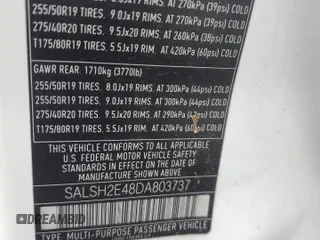 255/50R19 TIRES. 9.0Jx19 RIMS. AT 270kPA (39psi) COLD
275/40R20 TIRES. 9.5Jx20 RIMS. AT 260kPA (38psi) COLD
T175/80R19 TIRES. 5.5Jx19 RIM. AT 420kPA (60psi) COLD
GAWR REAR. 1710kg (3770lb)
255/50R19 TIRES. 8.0Jx19 RIMS. AT 300kPA (44psi) COLD
255/50R19 TIRES. 9.0Jx19 RIMS. AT 300kPA (44psi) COLD
275/40R20 TIRES. 9.5Jx20 RIMS. AT 290kPA (42psi) COLD
T175/80R19 TIRES. 5.5Jx19 RIM. AT 420kPA (60psi) COLD
THIS VEHICLE CONFORMS TO ALL APPLICABLE
FEDERAL MOTOR VEHICLE SAFETY STANDARDS
IN EFFECT ON THE DATE OF MANUFACTURE
SHOWN ABOVE.
SALSH2E48DA803737
TYPE: MULTI-PURPOSE PASSENGER VEHICLE